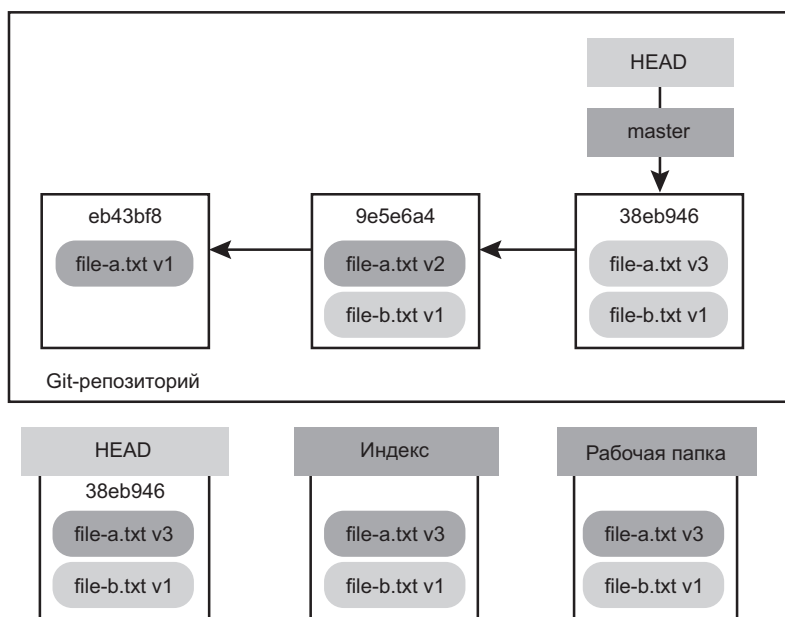 HEAD
master
eb43bf8
9e5e6a4
38eb946
file-a.txt v1
file-a.txt v2
file-a.txt v3
file-b.txt v1
file-b.txt v1
Git-репозиторий
HEAD
Индекс
Рабочая папка
38eb946
file-a.txt v3
file-a.txt v3
file-a.txt v3
file-b.txt v1
file-b.txt v1
file-b.txt v1